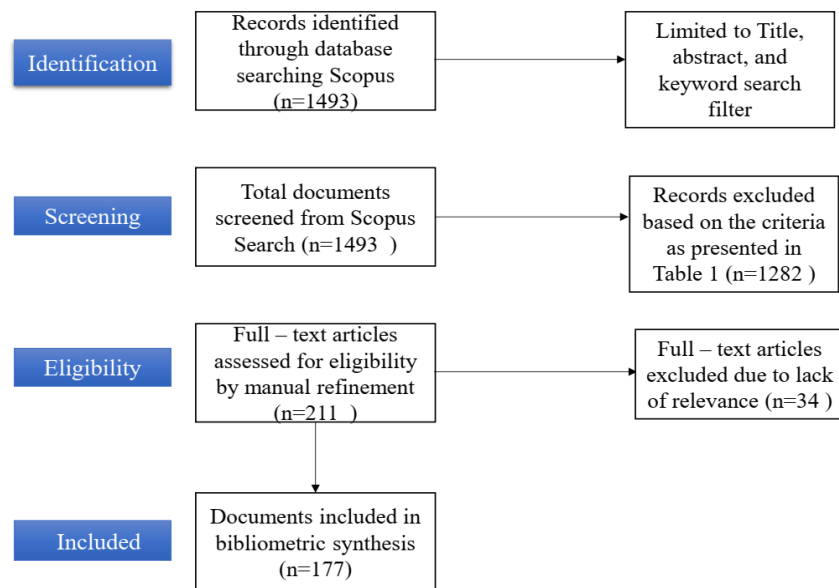 Identification
Records identified
through database
searching Scopus
(n=1493)
Limited to Title,
abstract, and
keyword search
filter
Screening
Total documents
screened from Scopus
Search (n=1493 )
Records excluded
based on the criteria
as presented in
Table 1 (n=1282 )
Eligibility
Full – text articles
assessed for eligibility
by manual refinement
(n=211 )
Full – text articles
excluded due to lack
of relevance (n=34 )
Included
Documents included in
bibliometric synthesis
(n=177)